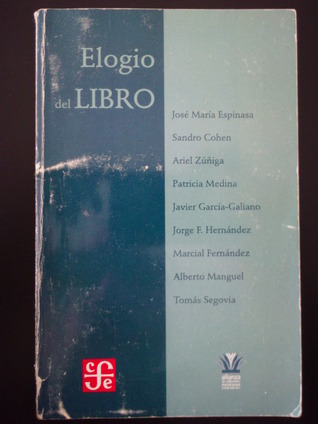 Elogio
del LIBRO
José María Espinasa
Sandro Cohen
Ariel Zúñiga
Patricia Medina
Javier García-Galiano
Jorge F. Hernández
Marcial Fernández
Alberto Manguel
Tomás Segovia
cfe